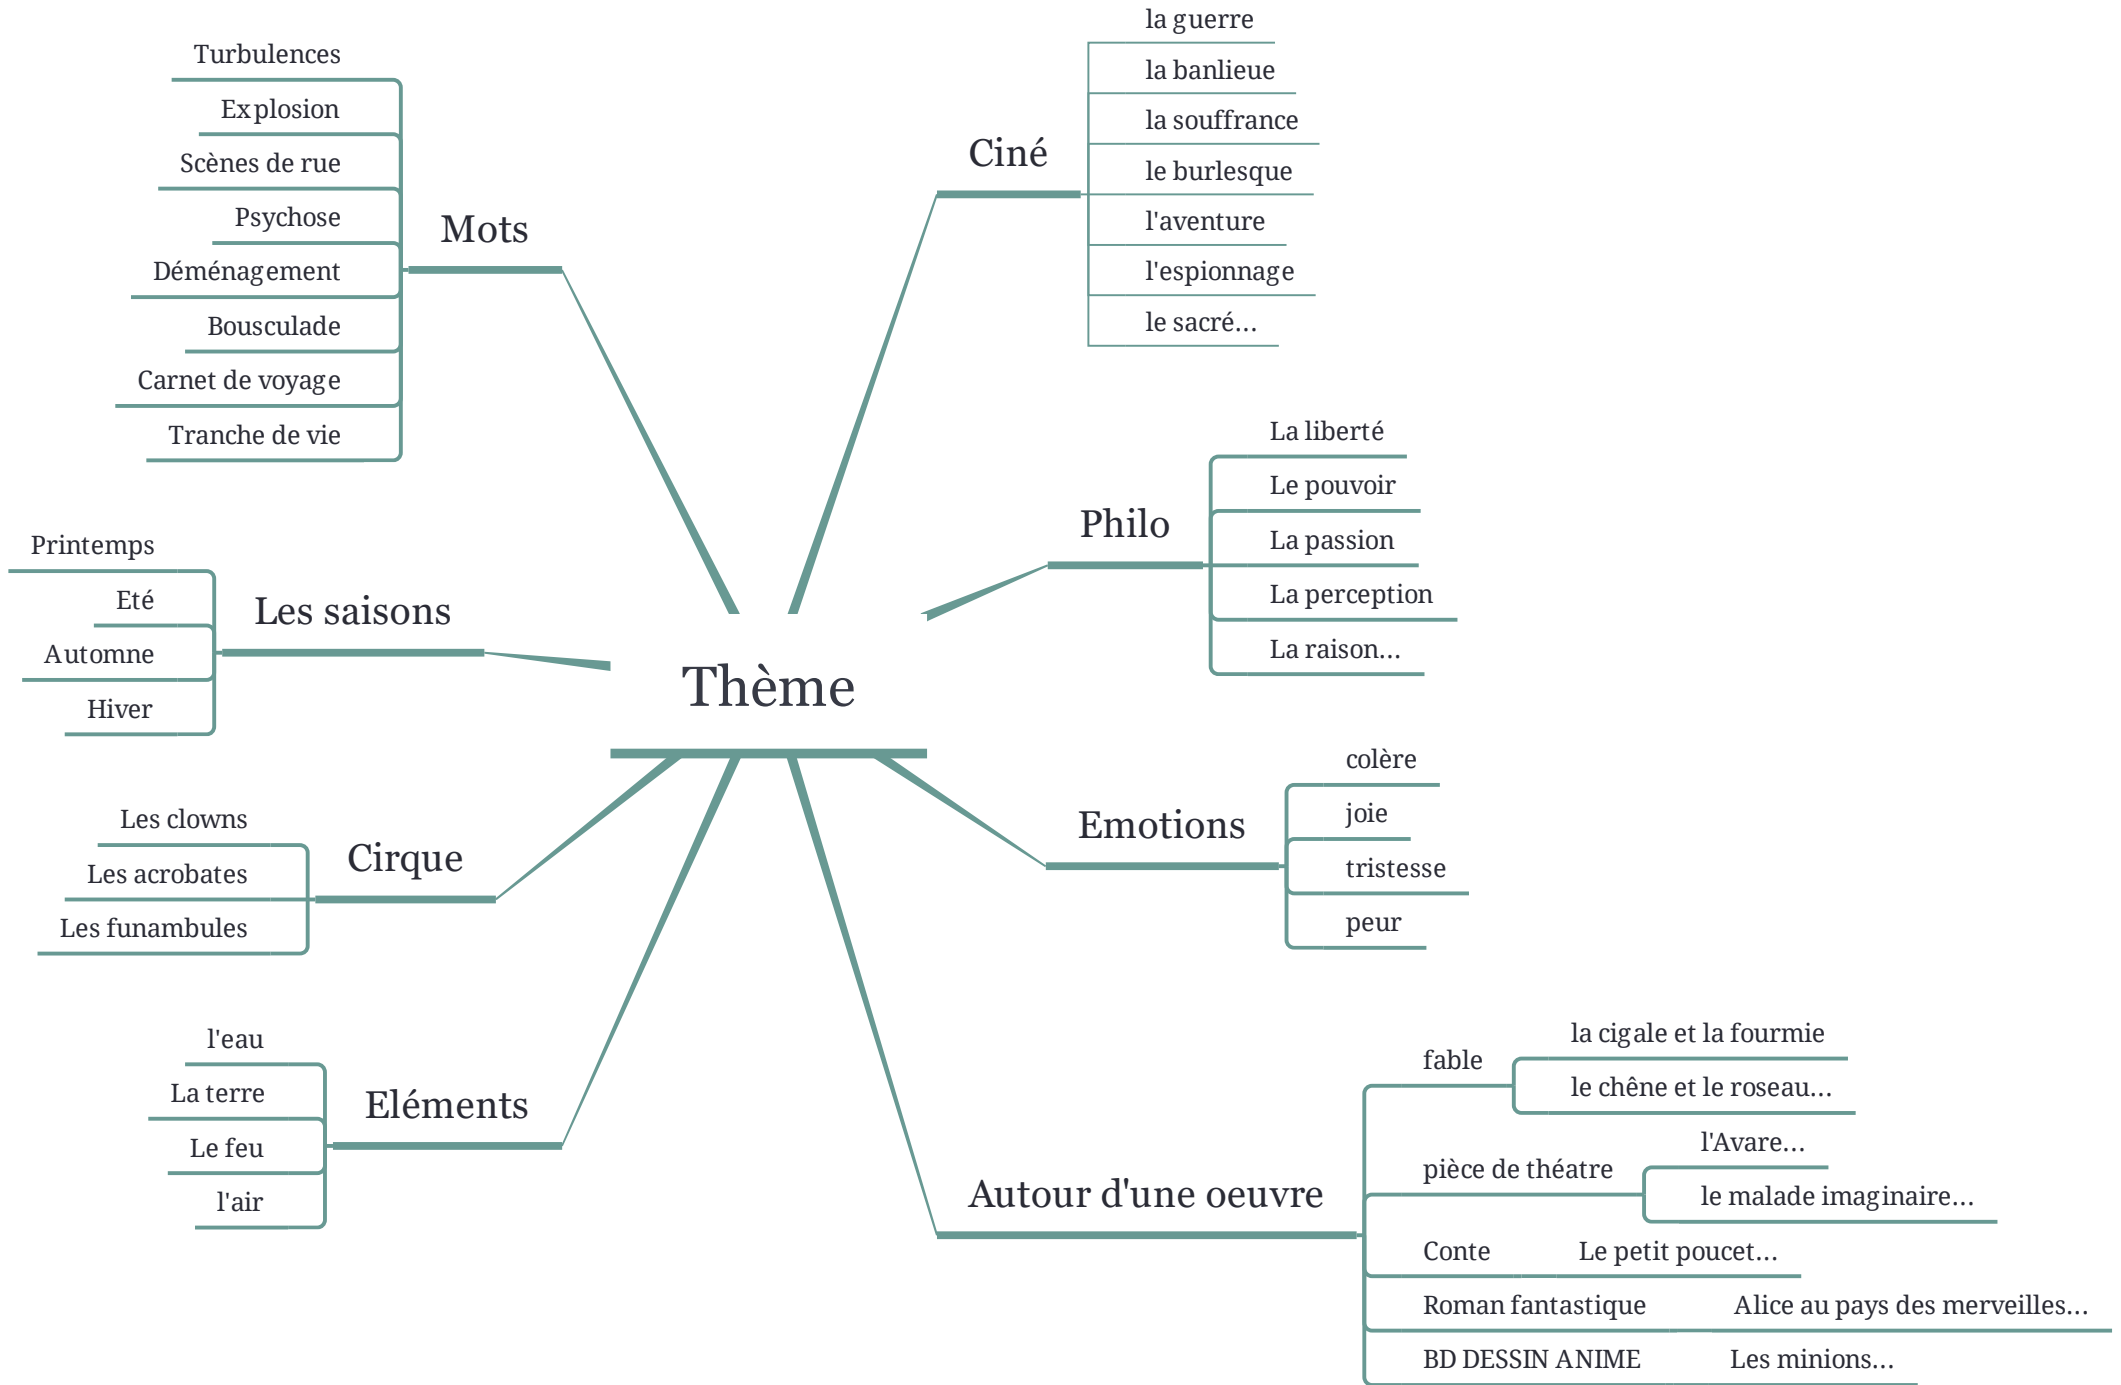 Thème
Mots
Turbulences
Explosion
Scènes de rue
Psychose
Déménagement
Bousculade
Carnet de voyage
Tranche de vie
Les saisons
Printemps
Eté
Automne
Hiver
Cirque
Les clowns
Les acrobates
Les funambules
Eléments
l'eau
La terre
Le feu
l'air
Ciné
la guerre
la banlieue
la souffrance
le burlesque
l'aventure
l'espionnage
le sacré...
Philo
La liberté
Le pouvoir
La passion
La perception
La raison...
Emotions
colère
joie
tristesse
peur
Autour d'une oeuvre
fable
la cigale et la fourmie
le chêne et le roseau...
pièce de théatre
l'Avare...
le malade imaginaire...
Conte
Le petit poucet...
Roman fantastique
Alice au pays des merveilles...
BD DESSIN ANIME
Les minions...